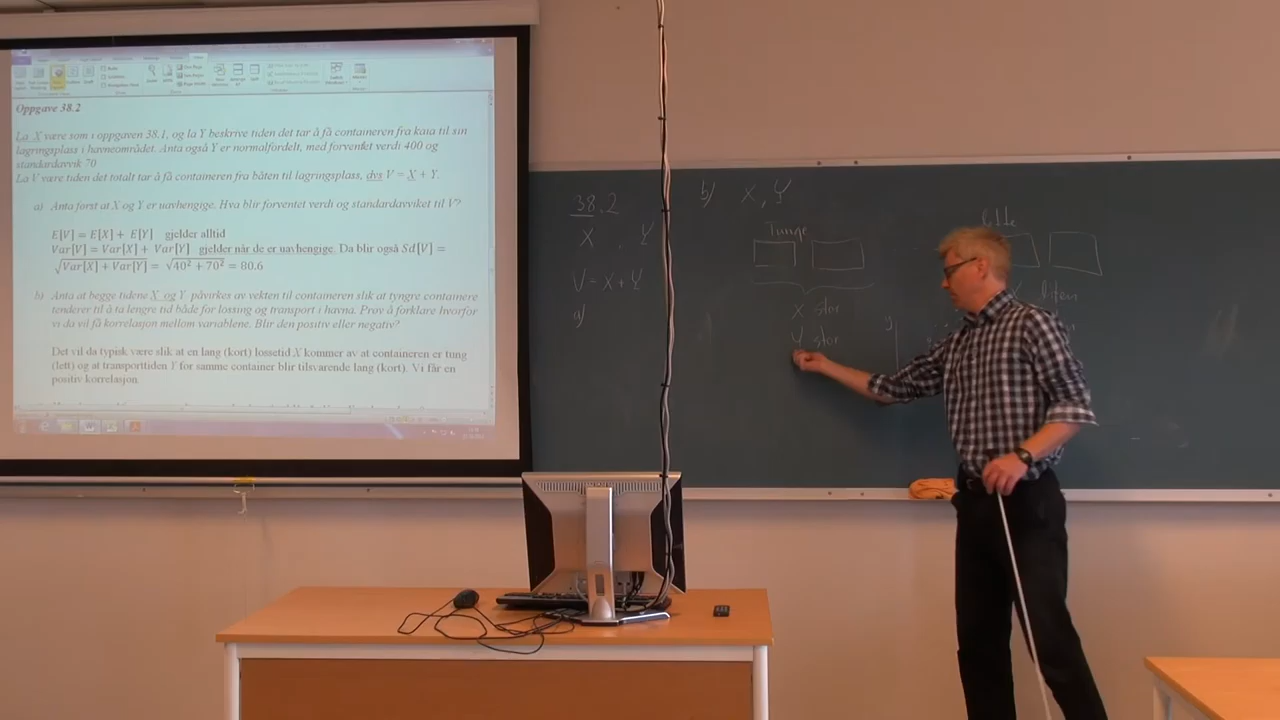 Oppgave 38.2
La X være som i oppgaven 38.1, og la Y beskrive tiden det tar å få containeren fra kaia til sin
lagringsplass i havneområdet. Anta også Y er normalfordelt, med forventet verdi 400 og
standardavvik 70
La V være tiden det totalt tar å få containeren fra båten til lagringsplass, dvs V = X + Y.
a) Anta først at X og Y er uavhengige. Hva blir forventet verdi og standardavviket til V?
E[V] = E[X] + E[Y] gjelder alltid
Var[V] = Var[X] + Var[Y] gjelder når de er uavhengige. Da blir også Sd[V] =
√Var[X] + Var[Y] = √40² + 70² = 80.6
b) Anta at begge tidene X og Y påvirkes av vekten til containeren slik at tyngre containere
tenderer til å ta lengre tid både for lossing og transport i havna. Prøv å forklare hvorfor
vi da vil få korrelasjon mellom variablene. Blir den positiv eller negativ?
Det vil da typisk være slik at en lang (kort) lossetid X kommer av at containeren er tung
(lett) og at transporttiden Y for samme container blir tilsvarende lang (kort). Vi får en
positiv korrelasjon.
38.2
X, Y
V = X + Y
a)
b) X, Y
Tunge
X stor
Y stor
y
liten